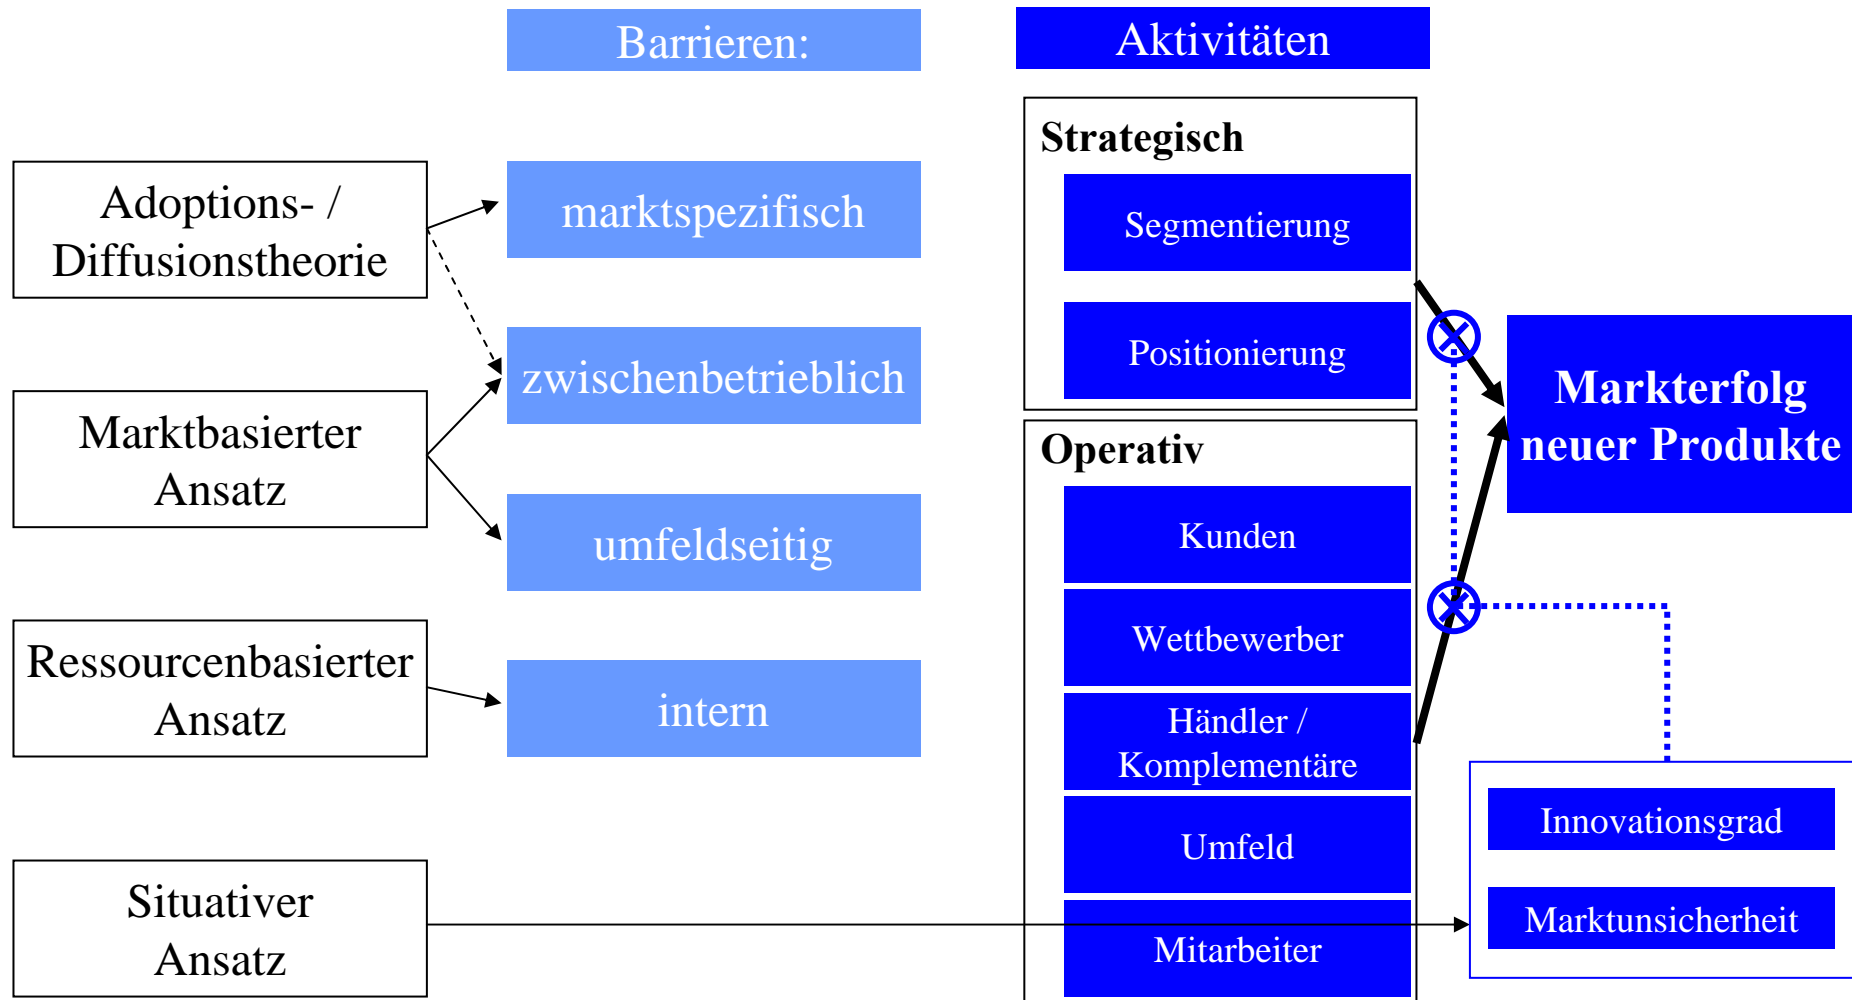 Barrieren:
Aktivitäten
Adoptions- /
Diffusionstheorie
Marktbasierter
Ansatz
Ressourcenbasierter
Ansatz
Situativer
Ansatz
marktspezifisch
zwischenbetrieblich
umfeldseitig
intern
Strategisch
Segmentierung
Positionierung
Operativ
Kunden
Wettbewerber
Händler /
Komplementäre
Umfeld
Mitarbeiter
Markterfolg
neuer Produkte
Innovationsgrad
Marktunsicherheit